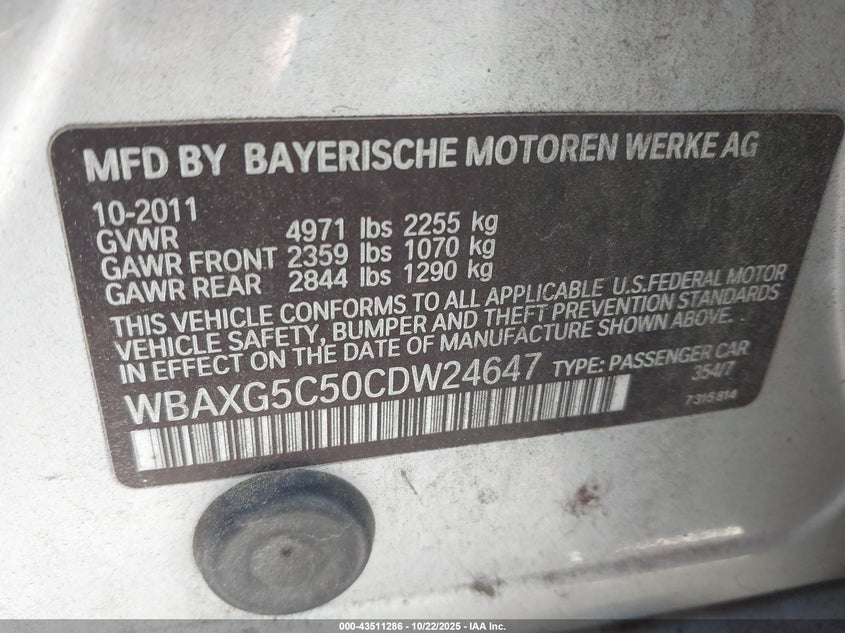 MFD BY BAYERISCHE MOTOREN WERKE AG
10-2011
GVWR 4971 lbs 2255 kg
GAWR FRONT 2359 lbs 1070 kg
GAWR REAR 2844 lbs 1290 kg
THIS VEHICLE CONFORMS TO ALL APPLICABLE U.S.FEDERAL MOTOR
VEHICLE SAFETY, BUMPER AND THEFT PREVENTION STANDARDS
IN EFFECT ON THE DATE OF MANUFACTURE SHOWN ABOVE.
WBAXG5C50CDW24647 TYPE: PASSENGER CAR
354/7
7 315 814
000-43511286 - 10/22/2025 - IAA Inc.